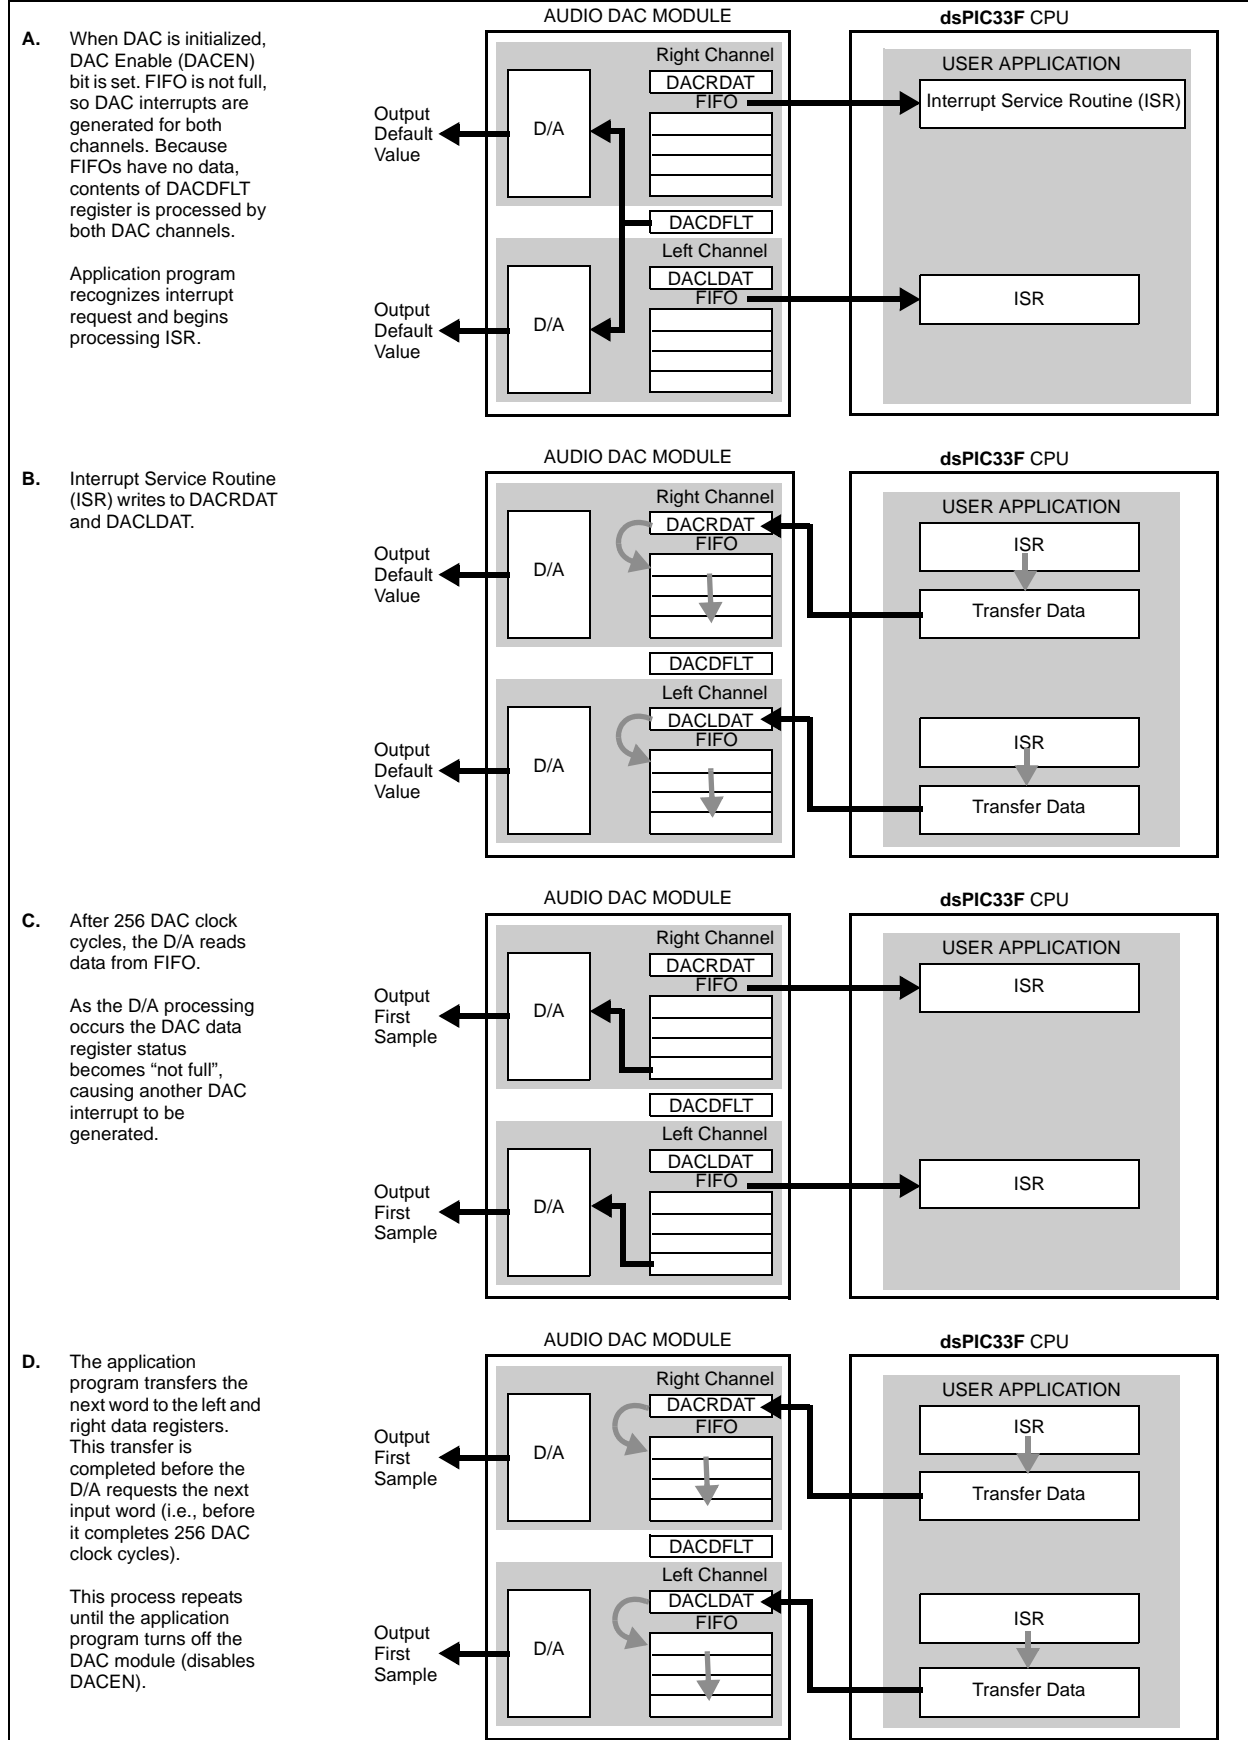 AUDIO DAC MODULE
dsPIC33F CPU
A. When DAC is initialized,
DAC Enable (DACEN)
bit is set. FIFO is not full,
so DAC interrupts are
generated for both
channels. Because
FIFOs have no data,
contents of DACDFLT
register is processed by
both DAC channels.
Application program
recognizes interrupt
request and begins
processing ISR.
Output
Default
Value
D/A
Right Channel
DACRDAT
FIFO
DACDFLT
Output
Default
Value
D/A
Left Channel
DACLDAT
FIFO
USER APPLICATION
Interrupt Service Routine (ISR)
ISR
AUDIO DAC MODULE
dsPIC33F CPU
B. Interrupt Service Routine
(ISR) writes to DACRDAT
and DACLDAT.
Output
Default
Value
D/A
Right Channel
DACRDAT
FIFO
DACDFLT
Output
Default
Value
D/A
Left Channel
DACLDAT
FIFO
USER APPLICATION
ISR
Transfer Data
ISR
Transfer Data
AUDIO DAC MODULE
dsPIC33F CPU
C. After 256 DAC clock
cycles, the D/A reads
data from FIFO.
As the D/A processing
occurs the DAC data
register status
becomes “not full”,
causing another DAC
interrupt to be
generated.
Output
First
Sample
D/A
Right Channel
DACRDAT
FIFO
DACDFLT
Output
First
Sample
D/A
Left Channel
DACLDAT
FIFO
USER APPLICATION
ISR
ISR
AUDIO DAC MODULE
dsPIC33F CPU
D. The application
program transfers the
next word to the left and
right data registers.
This transfer is
completed before the
D/A requests the next
input word (i.e., before
it completes 256 DAC
clock cycles).
This process repeats
until the application
program turns off the
DAC module (disables
DACEN).
Output
First
Sample
D/A
Right Channel
DACRDAT
FIFO
DACDFLT
Output
First
Sample
D/A
Left Channel
DACLDAT
FIFO
USER APPLICATION
ISR
Transfer Data
ISR
Transfer Data